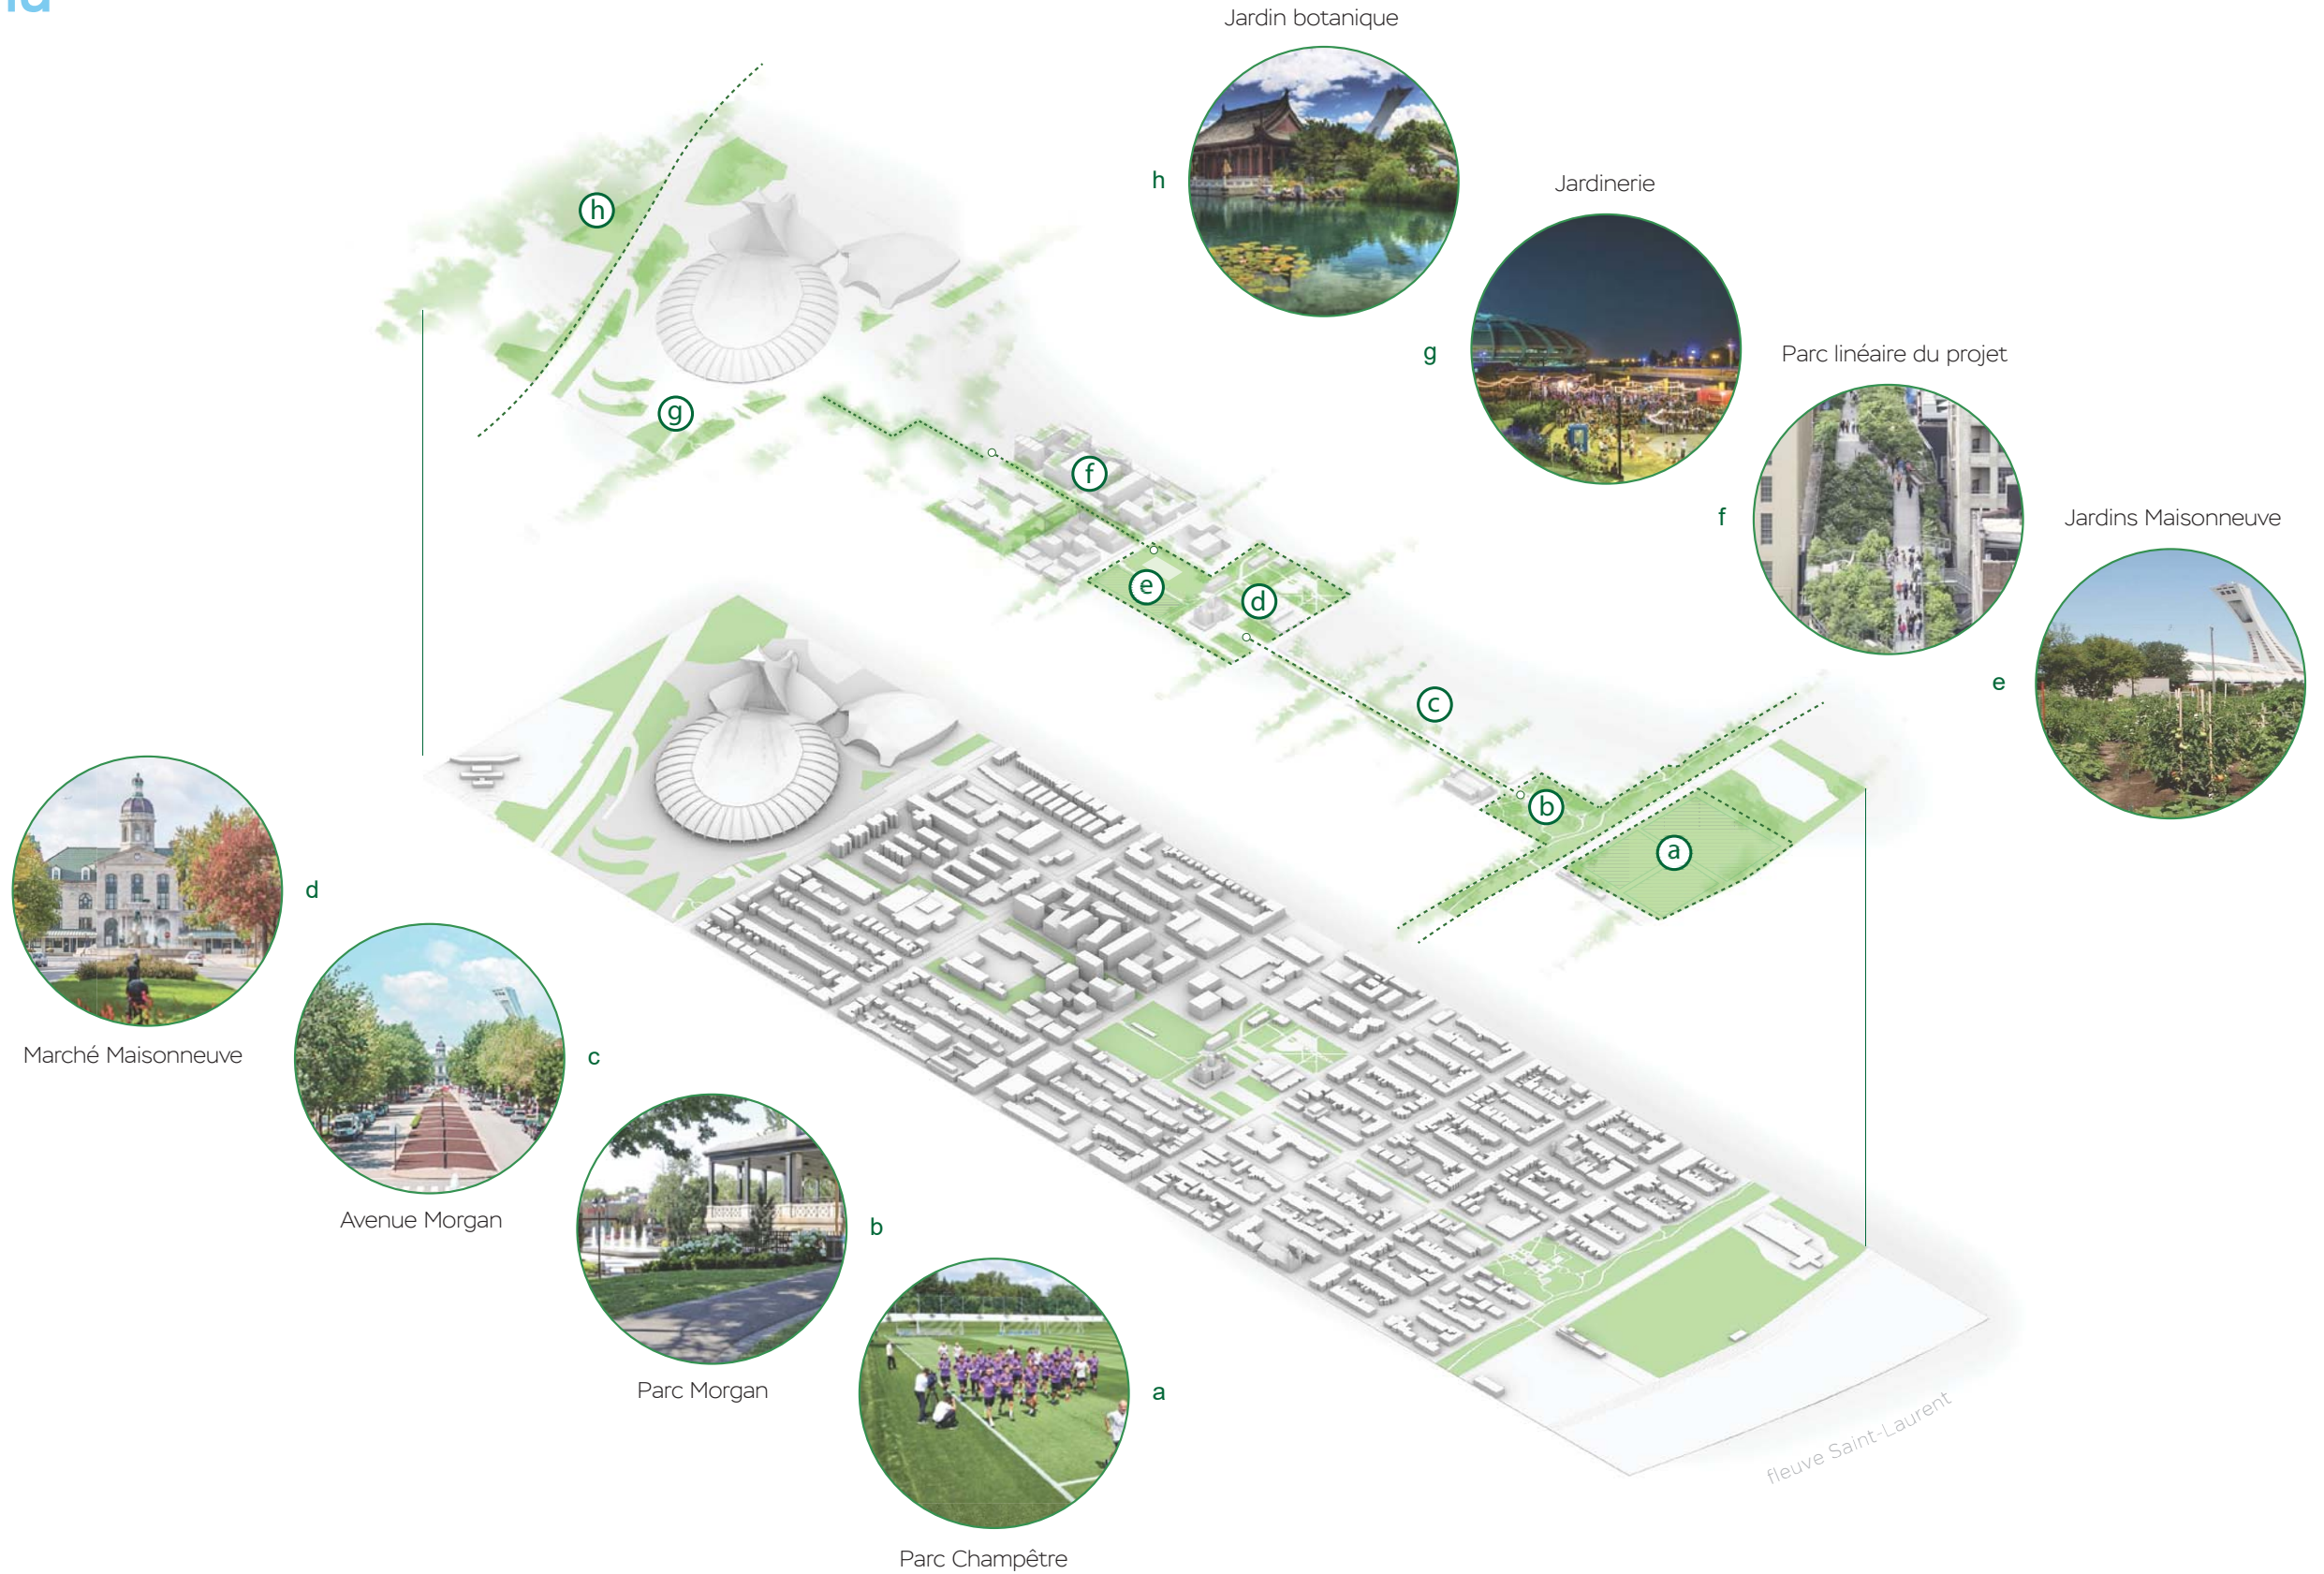 Jardin botanique
h
Jardinerie
g
Parc linéaire du projet
f
Jardins Maisonneuve
e
h
g
f
e
d
c
b
a
d
Marché Maisonneuve
c
Avenue Morgan
b
Parc Morgan
a
Parc Champêtre
fleuve Saint-Laurent